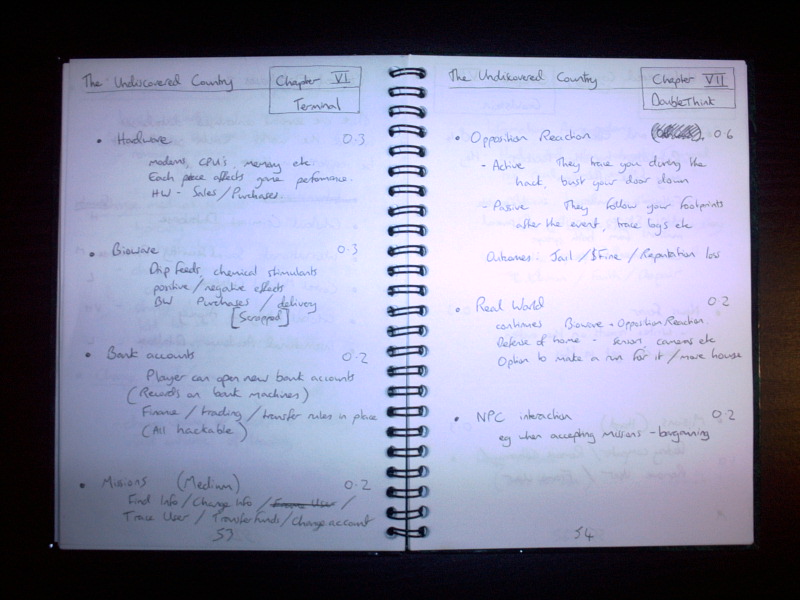 The Undiscovered Country
Chapter VI
Terminal
• Hardware 0.3
modems, CPU's, memory etc
Each piece affects game peformance.
HW - Sales / Purchases.
• Bioware 0.3
Drip feeds, chemical stimulants
positive / negative effects
BW Purchases / delivery
[Scrapped]
• Bank accounts 0.2
Player can open new bank accounts
(Records on bank machines)
Finance / trading / transfer rules in place
(All hackable)
• Missions (Medium) 0.2
Find Info / Change Info / Frame User /
Trace User / Transfer funds / Change account
53
The Undiscovered Country
Chapter VII
DoubleThink
• Opposition Reaction 0.6
- Active They trace you during the
hack, bust your door down
- Passive They follow your footprints
after the event, trace logs etc
Outcomes: Jail / $Fine / Reputation loss
• Real World 0.2
continues Bioware + Opposition Reaction.
Defense of home - sensors, cameras etc
Option to make a run for it / move house
• NPC interaction 0.2
eg when accepting missions - bargaining
54